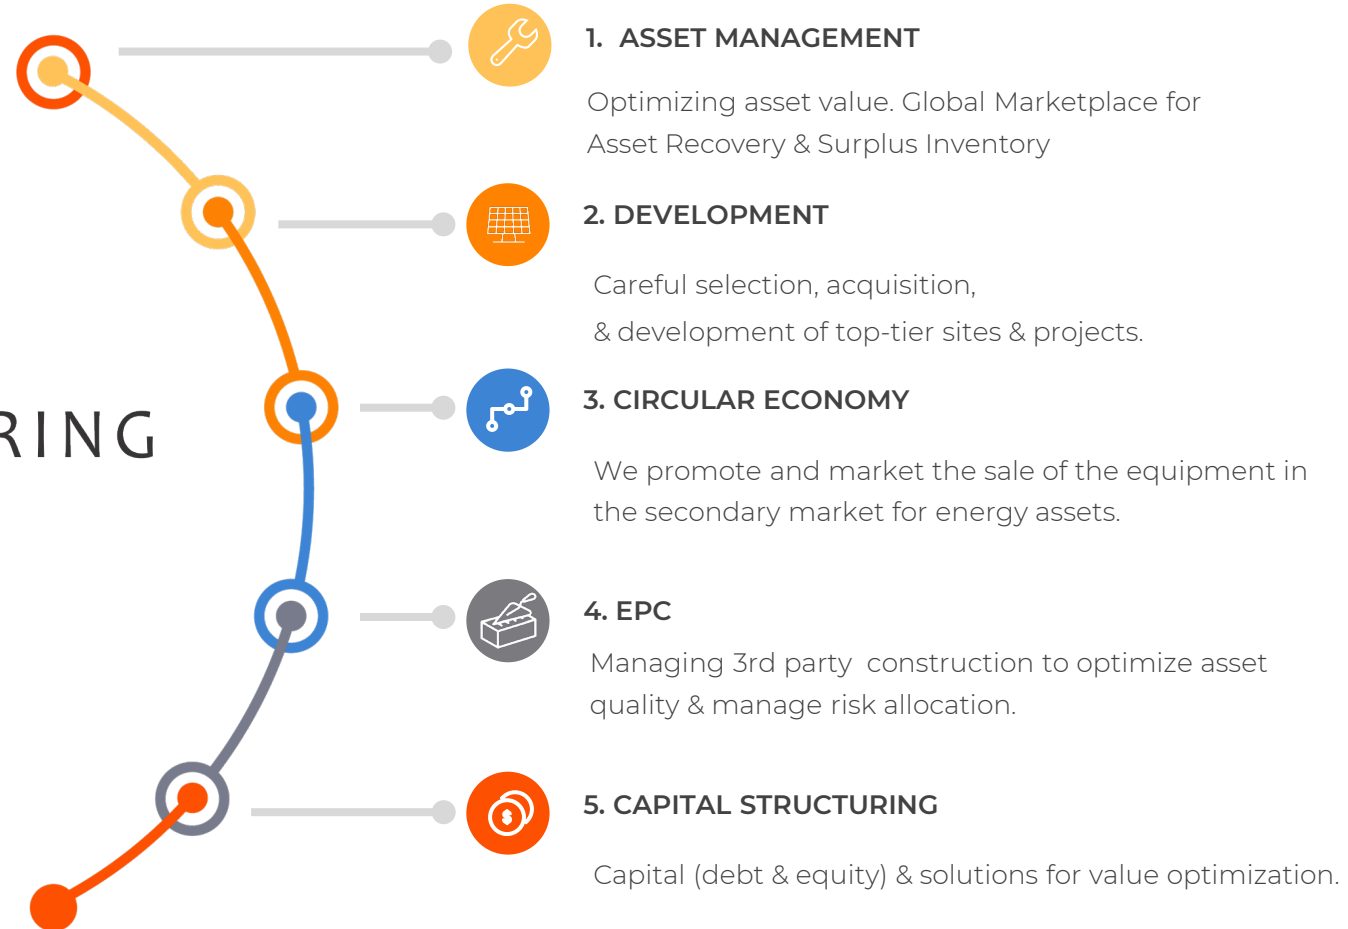 1. ASSET MANAGEMENT
Optimizing asset value. Global Marketplace for
Asset Recovery & Surplus Inventory
2. DEVELOPMENT
Careful selection, acquisition,
& development of top-tier sites & projects.
3. CIRCULAR ECONOMY
RING
We promote and market the sale of the equipment in
the secondary market for energy assets.
4. EPC
Managing 3rd party construction to optimize asset
quality & manage risk allocation.
5. CAPITAL STRUCTURING
$
Capital (debt & equity) & solutions for value optimization.